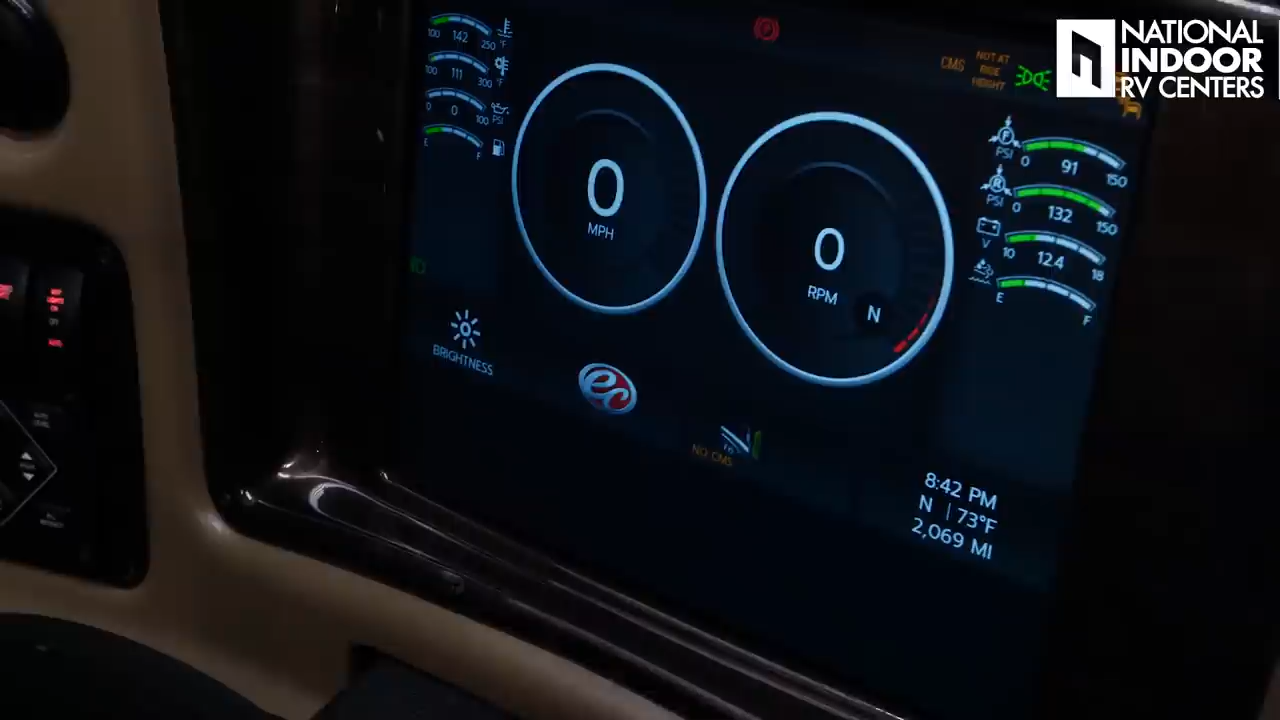 NATIONAL
INDOOR
RV CENTERS
100 142 250 °F
100 111 300 °F
0 0 100 PSI
E F
0
MPH
0
RPM
N
CMS
NOT AT
RIDE
HEIGHT
F
PSI 0 91 150
R
PSI 0 132 150
V 10 12.4 18
E F
BRIGHTNESS
ec
NO CMS
8:42 PM
N | 73°F
2,069 MI